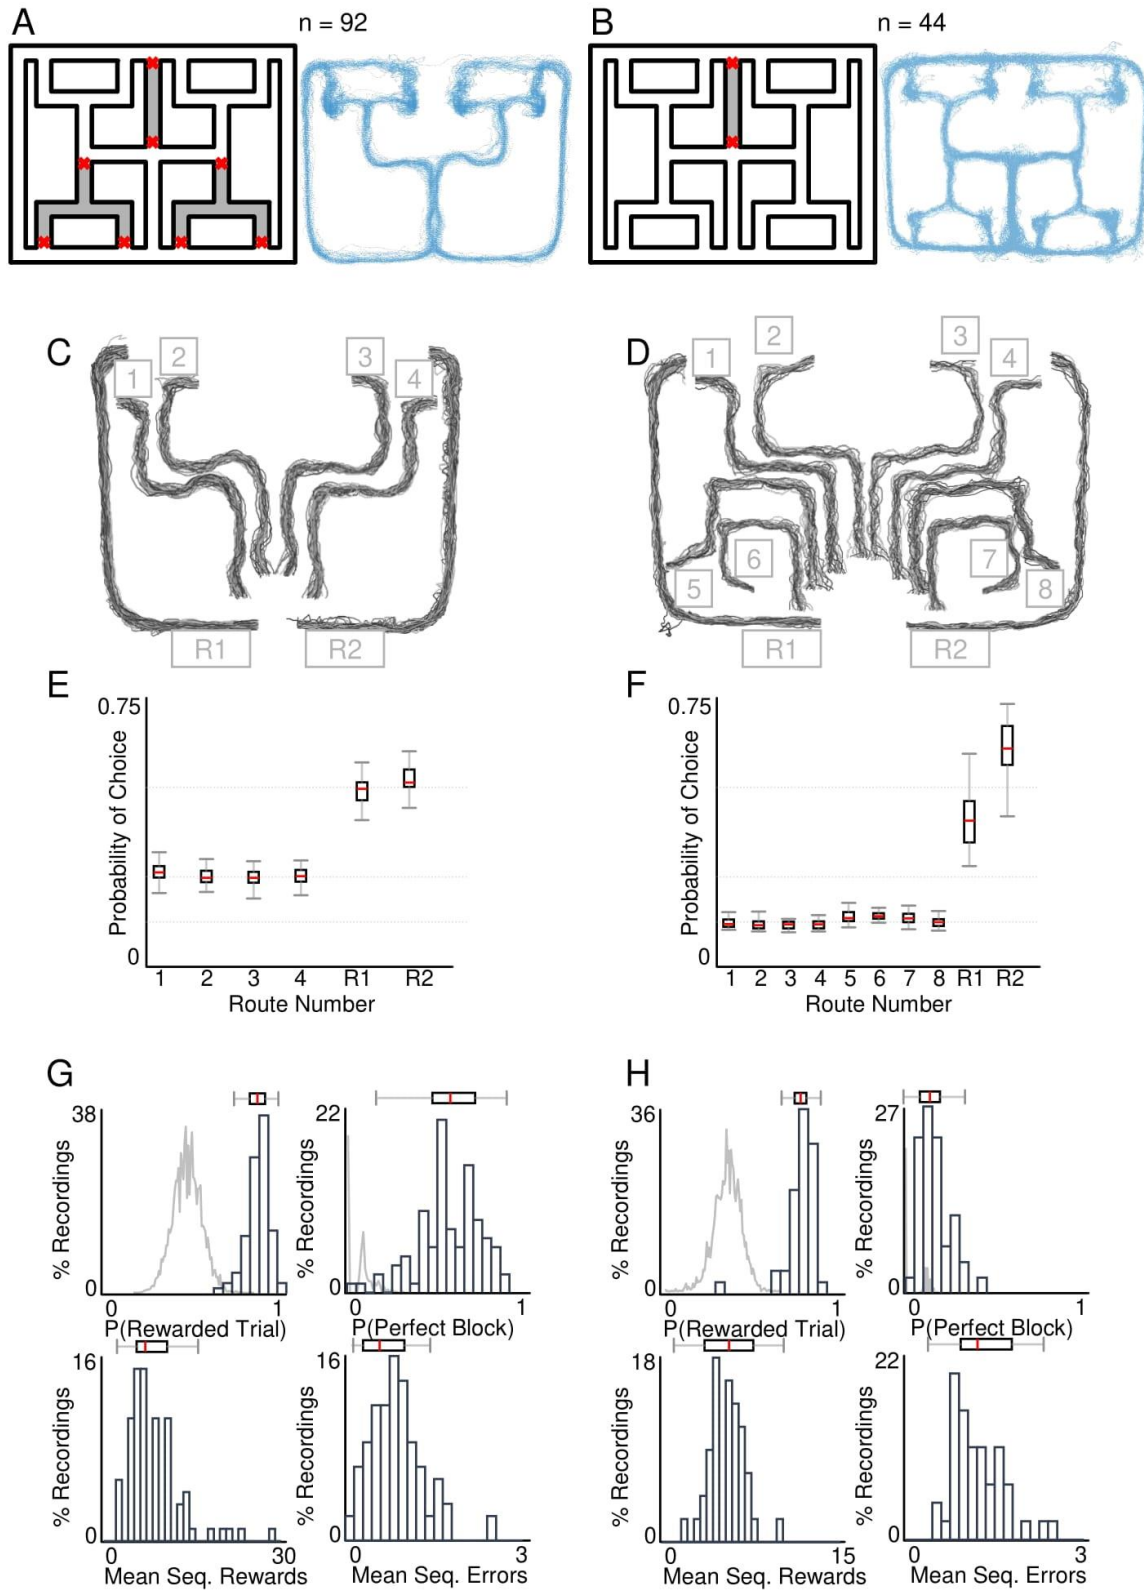 A
n = 92
B
n = 44
C
1
2
3
4
R1
R2
D
1
2
3
4
5
6
7
8
R1
R2
E
0.75
0
Probability of Choice
1 2 3 4 R1 R2
Route Number
F
0.75
0
Probability of Choice
1 2 3 4 5 6 7 8 R1 R2
Route Number
G
38
0
% Recordings
0 1
P(Rewarded Trial)
22
0
% Recordings
0 1
P(Perfect Block)
16
0
% Recordings
0 30
Mean Seq. Rewards
16
0
% Recordings
0 3
Mean Seq. Errors
H
36
0
% Recordings
0 1
P(Rewarded Trial)
27
0
% Recordings
0 1
P(Perfect Block)
18
0
% Recordings
0 15
Mean Seq. Rewards
22
0
% Recordings
0 3
Mean Seq. Errors